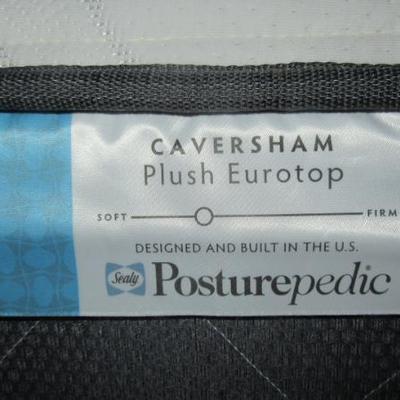 CAVERSHAM
Plush Eurotop
SOFT FIRM
DESIGNED AND BUILT IN THE U.S.
Sealy Posturepedic